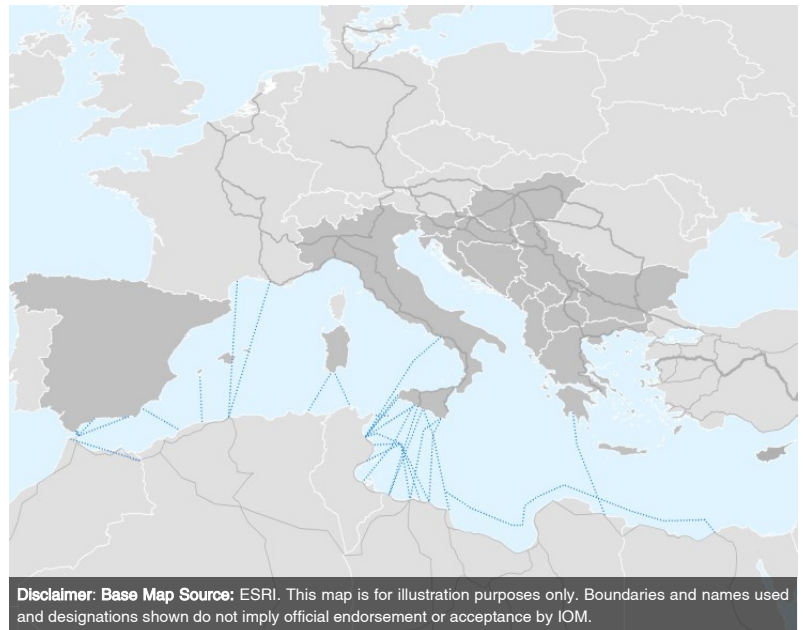 Disclaimer: Base Map Source: ESRI. This map is for illustration purposes only. Boundaries and names used
and designations shown do not imply official endorsement or acceptance by IOM.